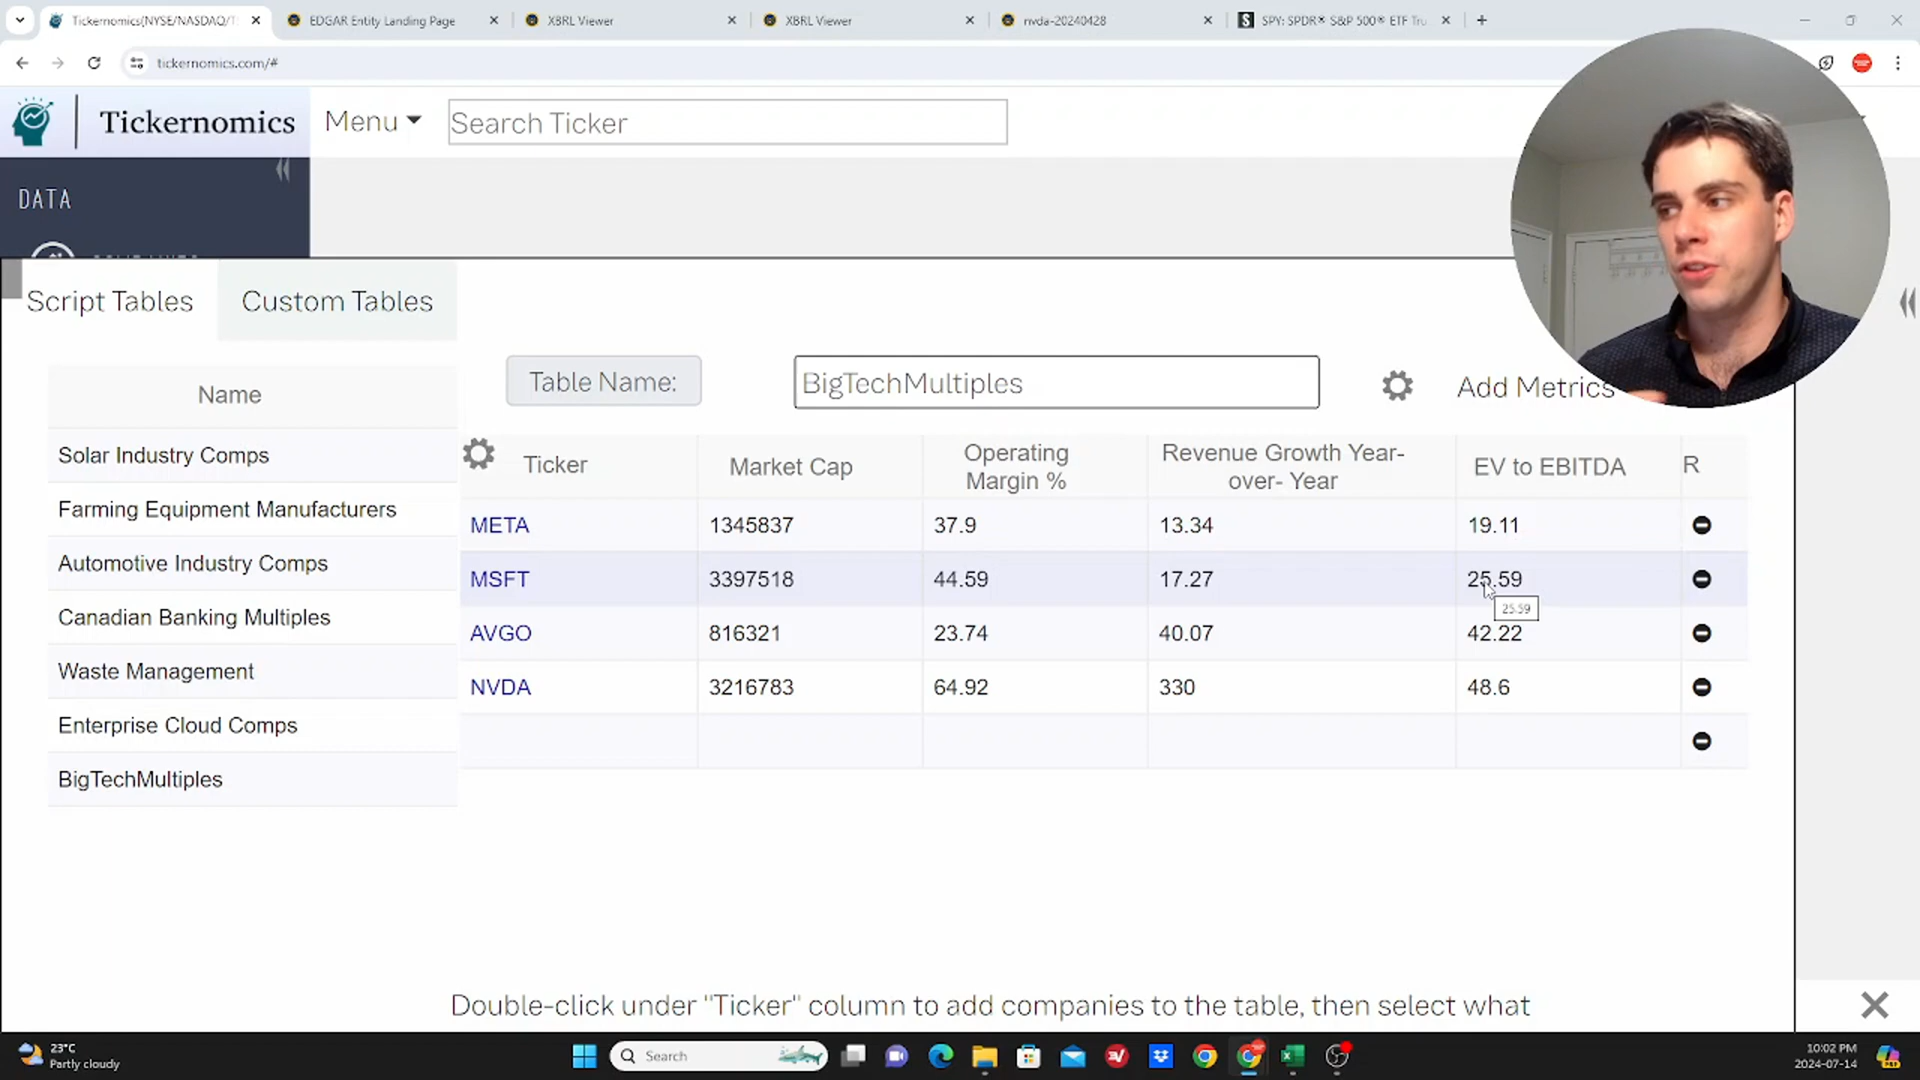 Tickernomics(NYSE/NASDAQ/T
EDGAR Entity Landing Page
XBRL Viewer
XBRL Viewer
nvda-20240428
SPY: SPDR® S&P 500® ETF Tru
tickernomics.com/#
Tickernomics
Menu
Search Ticker
DATA
Script Tables
Custom Tables
Name
Solar Industry Comps
Farming Equipment Manufacturers
Automotive Industry Comps
Canadian Banking Multiples
Waste Management
Enterprise Cloud Comps
BigTechMultiples
Table Name:
BigTechMultiples
Add Metrics
Ticker
Market Cap
Operating
Margin %
Revenue Growth Year-
over- Year
EV to EBITDA
R
META 1345837 37.9 13.34 19.11
MSFT 3397518 44.59 17.27 25.59
25.59
AVGO 816321 23.74 40.07 42.22
NVDA 3216783 64.92 330 48.6
Double-click under "Ticker" column to add companies to the table, then select what
23°C
Partly cloudy
Search
10:02 PM
2024-07-14